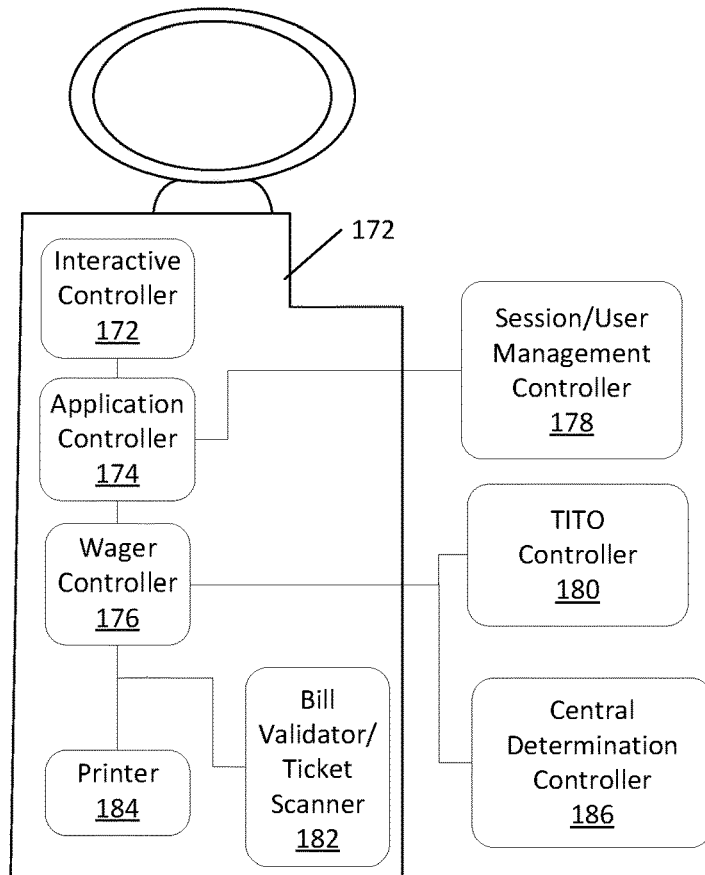 172
Interactive
Controller
172
Application
Controller
174
Wager
Controller
176
Printer
184
Bill
Validator/
Ticket
Scanner
182
Session/User
Management
Controller
178
TITO
Controller
180
Central
Determination
Controller
186